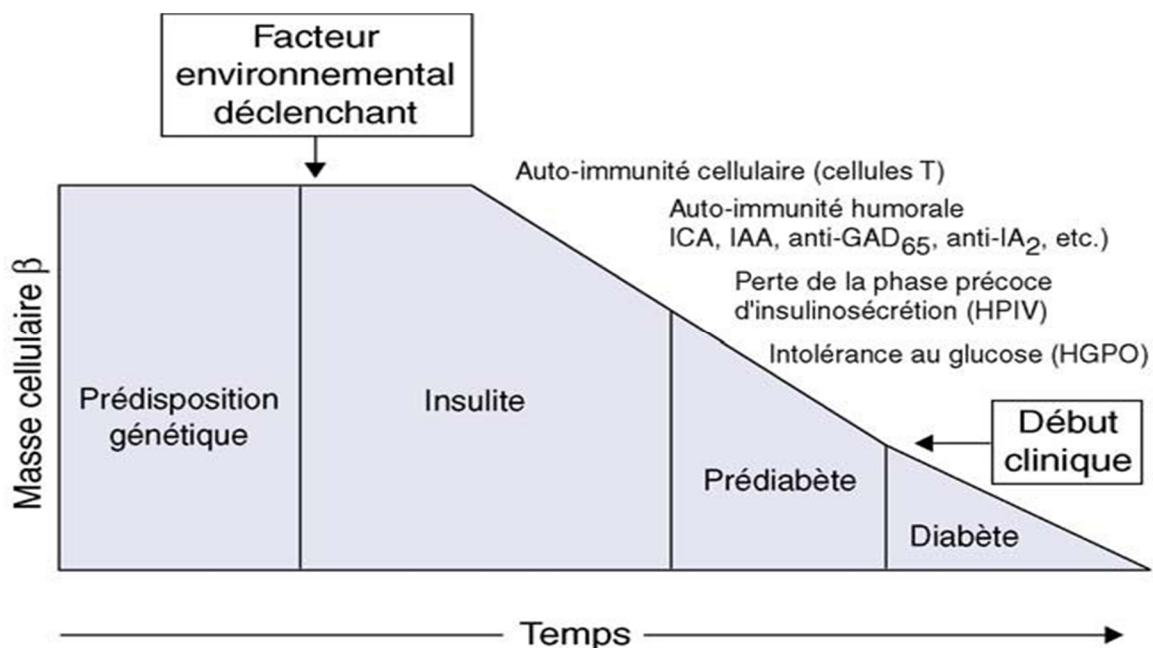 Facteur
environnemental
déclenchant
Auto-immunité cellulaire (cellules T)
Auto-immunité humorale
ICA, IAA, anti-GAD65, anti-IA2, etc.)
Perte de la phase précoce
d'insulinosécrétion (HPIV)
Intolérance au glucose (HGPO)
Masse cellulaire β
Prédisposition
génétique
Insulite
Prédiabète
Diabète
Début
clinique
Temps